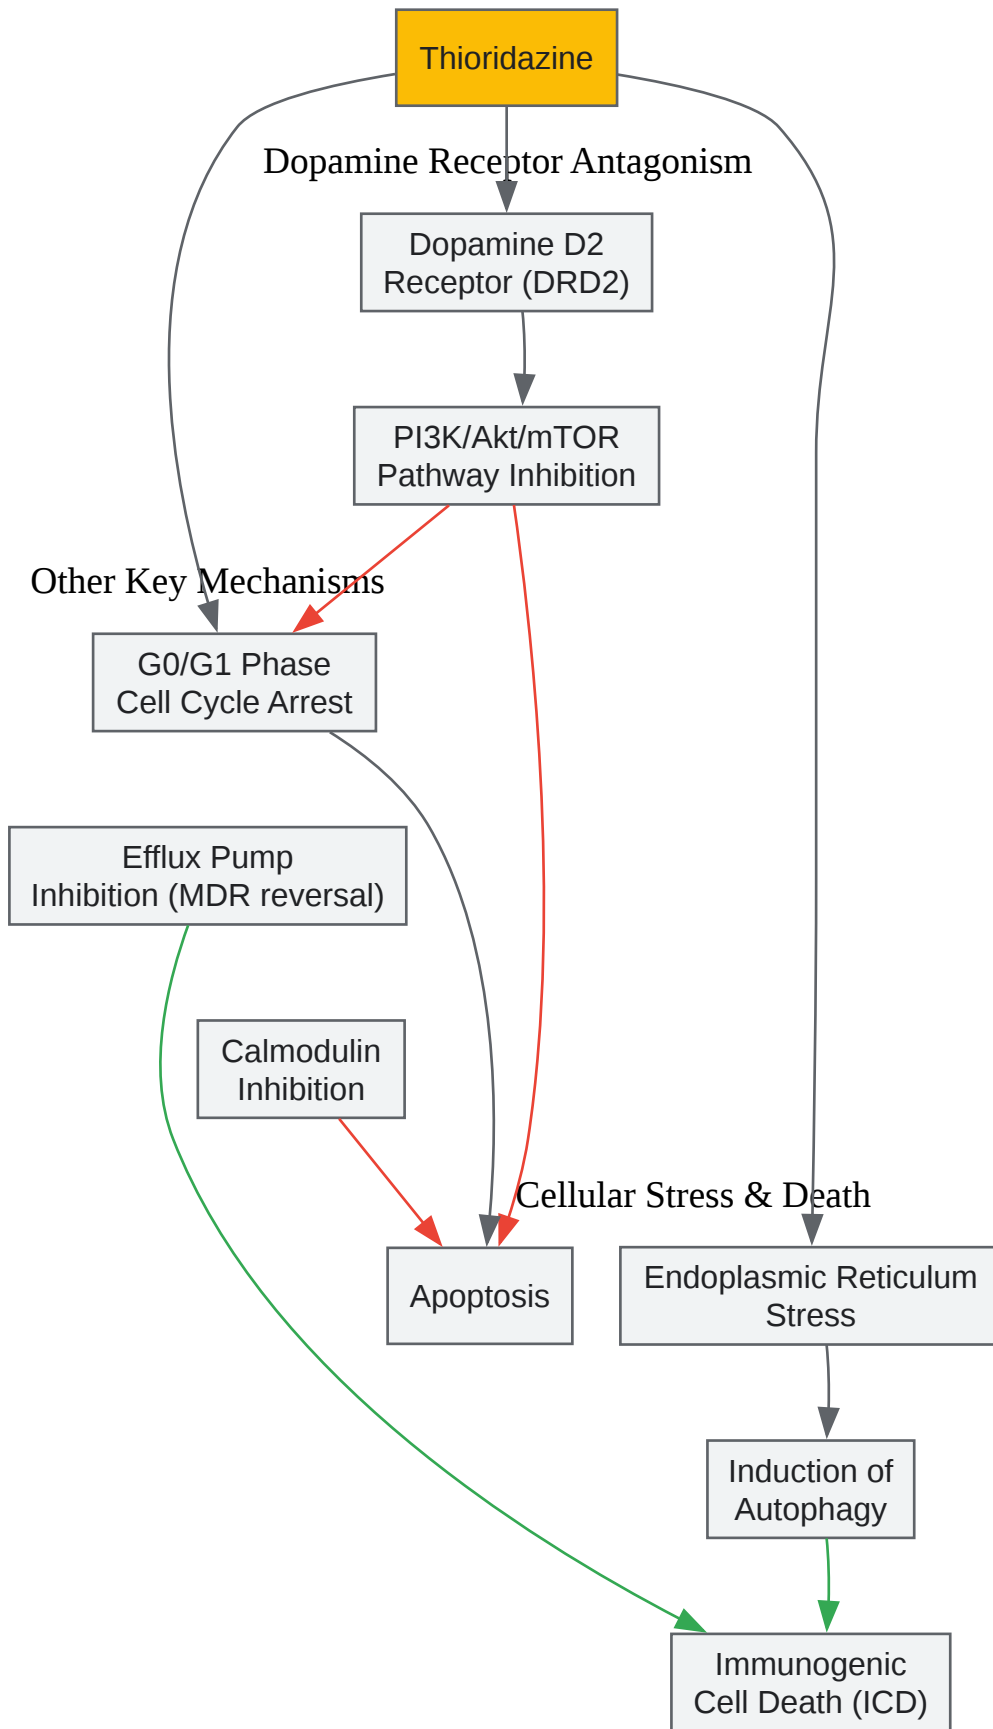 Thioridazine
Dopamine Receptor Antagonism
Dopamine D2
Receptor (DRD2)
PI3K/Akt/mTOR
Pathway Inhibition
Other Key Mechanisms
G0/G1 Phase
Cell Cycle Arrest
Efflux Pump
Inhibition (MDR reversal)
Calmodulin
Inhibition
Cellular Stress & Death
Apoptosis
Endoplasmic Reticulum
Stress
Induction of
Autophagy
Immunogenic
Cell Death (ICD)